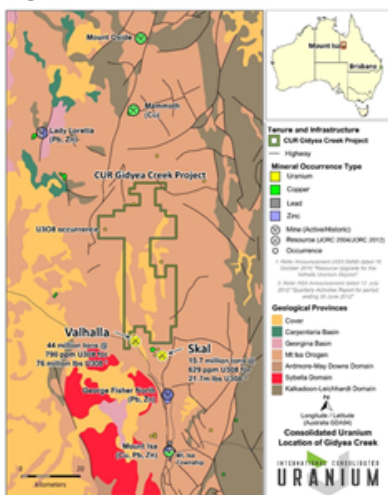 Mount Oxide
Mammoth
(Cu)
Lady Loretta
(Pb, Zn)
CUR Gidyea Creek Project
U3O8 occurrence
Valhalla
44 million tons @
790 ppm U3O8 for
76 million lbs U3O8
Skal
15.7 million tons @
629 ppm U3O8 for
21.7m lbs U3O8
George Fisher North
(Pb, Zn)
Mount Isa
(Cu, Pb, Zn)
Mt. Isa
Township
0
20
Kilometers
Mount Isa
Brisbane
Tenure and Infrastructure
CUR Gidyea Creek Project
Highway
Mineral Occurrence Type
Uranium
Copper
Lead
Zinc
Mine (Active/Historic)
Resource (JORC 2004/JORC 2012)
Occurrence
Geological Provinces
Cover
Carpentaria Basin
Georgina Basin
Mt Isa Orogen
Ardmore-May Downs Domain
Sybella Domain
Kalkadoon-Leichhardt Domain
N
Longitude / Latitude
(Australia GDA94)
Consolidated Uranium
Location of Gidyea Creek
INTERNATIONAL CONSOLIDATED
URANIUM